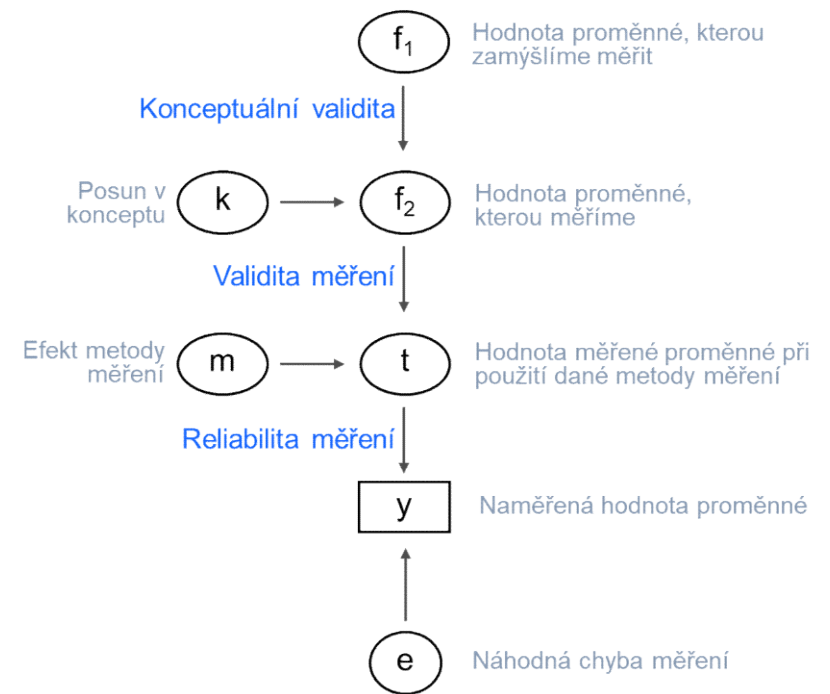 f1
Hodnota proměnné, kterou
zamýšlíme měřit
Konceptuální validita
Posun v
konceptu
k
f2
Hodnota proměnné,
kterou měříme
Validita měření
Efekt metody
měření
m
t
Hodnota měřené proměnné při
použití dané metody měření
Reliabilita měření
y
Naměřená hodnota proměnné
e
Náhodná chyba měření